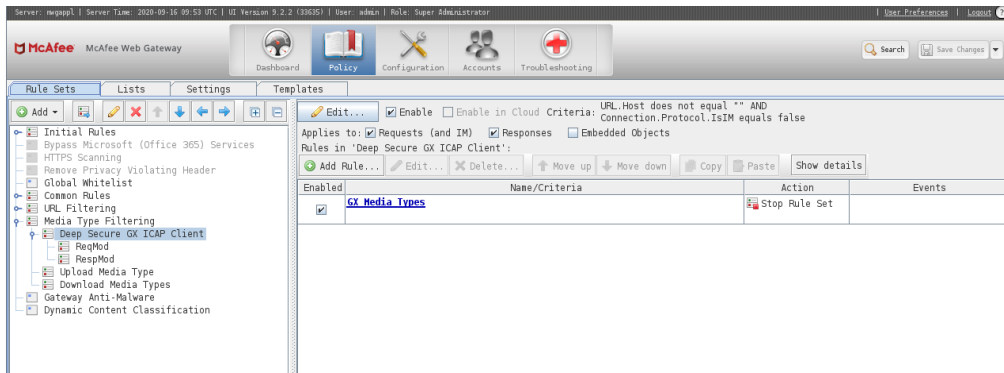 Server: mwgappl | Server Time: 2020-09-16 09:53 UTC | UI Version 9.2.2 (33635) | User: admin | Role: Super Administrator
| User Preferences | Logout ?
McAfee McAfee Web Gateway
Dashboard Policy Configuration Accounts Troubleshooting
Search Save Changes
Rule Sets Lists Settings Templates
Add
Edit... Enable Enable in Cloud Criteria: URL.Host does not equal "" AND
Connection.Protocol.IsIM equals false
Applies to: Requests (and IM) Responses Embedded Objects
Rules in 'Deep Secure GX ICAP Client':
Add Rule... Edit... Delete... Move up Move down Copy Paste Show details
Enabled Name/Criteria Action Events
GX Media Types Stop Rule Set
Initial Rules
Bypass Microsoft (Office 365) Services
HTTPS Scanning
Remove Privacy Violating Header
Global Whitelist
Common Rules
URL Filtering
Media Type Filtering
Deep Secure GX ICAP Client
ReqMod
RespMod
Upload Media Type
Download Media Types
Gateway Anti-Malware
Dynamic Content Classification